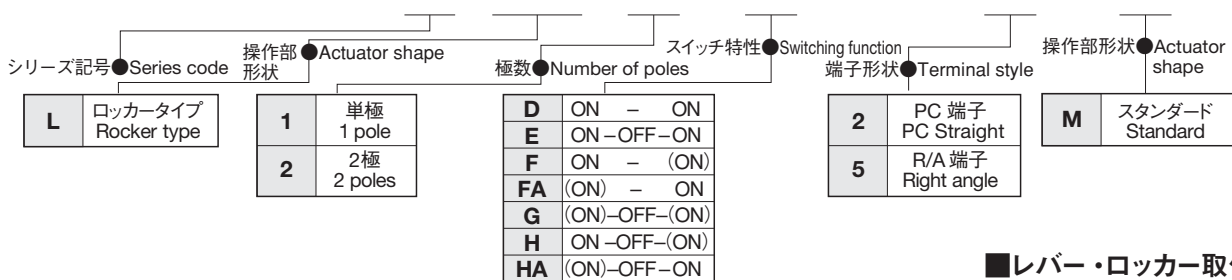 シリーズ記号●Series code
操作部●Actuator shape
形状
極数●Number of poles
スイッチ特性●Switching function
端子形状●Terminal style
操作部形状●Actuator
shape
L ロッカータイプ
Rocker type
1 単極
1 pole
2 2極
2 poles
D ON – ON
E ON –OFF–ON
F ON – (ON)
FA (ON) – ON
G (ON)–OFF–(ON)
H ON –OFF–(ON)
HA (ON)–OFF–ON
2 PC 端子
PC Straight
5 R/A 端子
Right angle
M スタンダード
Standard
■レバー・ロッカー取